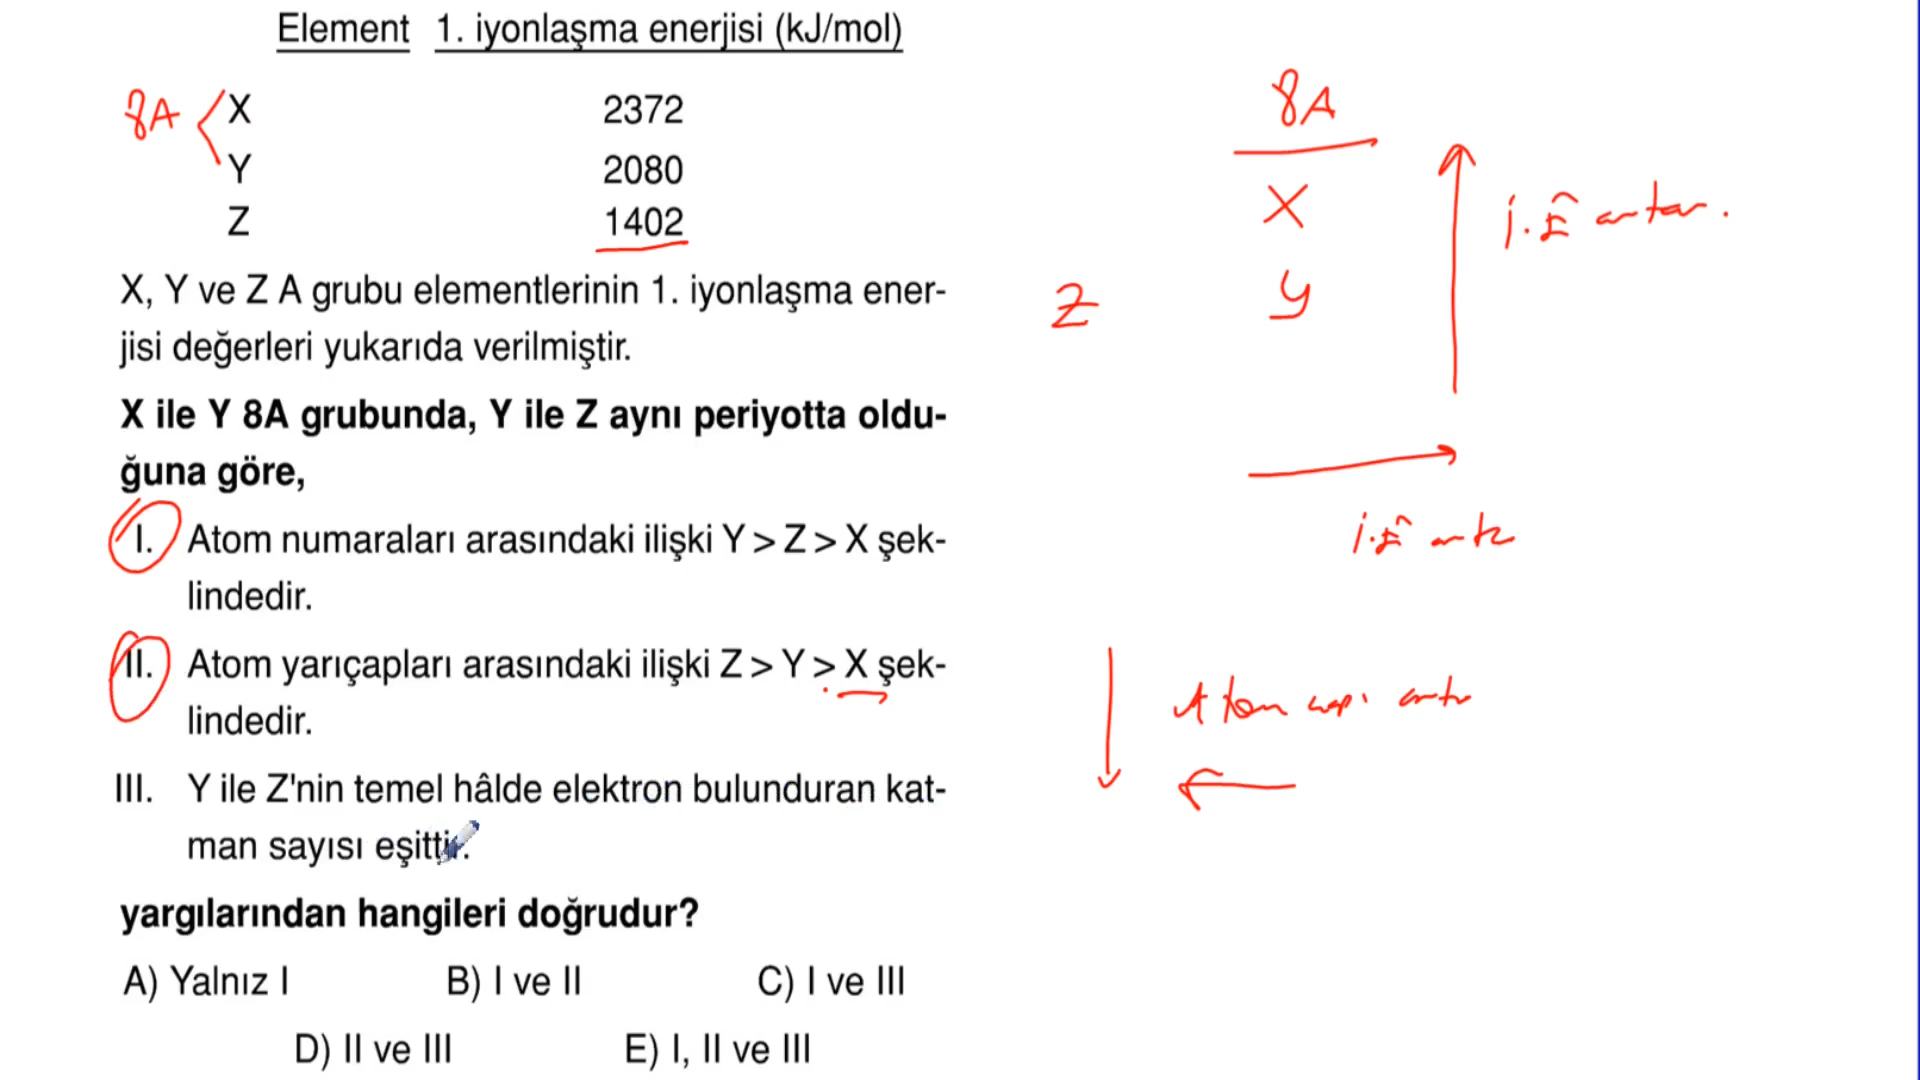 Element 1. iyonlaşma enerjisi (kJ/mol)
8A X 2372
Y 2080
Z 1402
X, Y ve Z A grubu elementlerinin 1. iyonlaşma ener-
jisi değerleri yukarıda verilmiştir.
X ile Y 8A grubunda, Y ile Z aynı periyotta oldu-
ğuna göre,
I. Atom numaraları arasındaki ilişki Y > Z > X şek-
lindedir.
II. Atom yarıçapları arasındaki ilişki Z > Y > X şek-
lindedir.
III. Y ile Z'nin temel hâlde elektron bulunduran kat-
man sayısı eşittir.
yargılarından hangileri doğrudur?
A) Yalnız I B) I ve II C) I ve III
D) II ve III E) I, II ve III
8A
X
İ.E artar.
Z Y
İ.E
Atom çapı